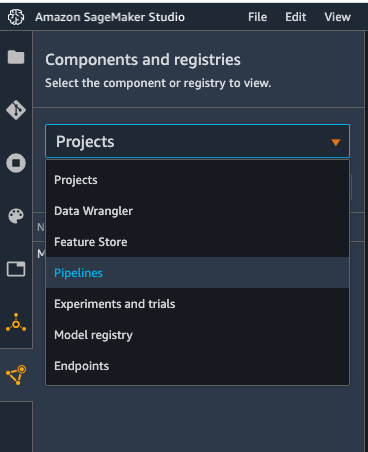 Amazon SageMaker Studio File Edit View
Components and registries
Select the component or registry to view.
Projects
Projects
Data Wrangler
N
Feature Store
M
Pipelines
Experiments and trials
Model registry
Endpoints